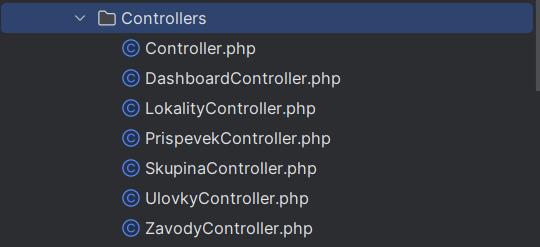 Controllers
Controller.php
DashboardController.php
LokalityController.php
PrispevekController.php
SkupinaController.php
UlovkyController.php
ZavodyController.php